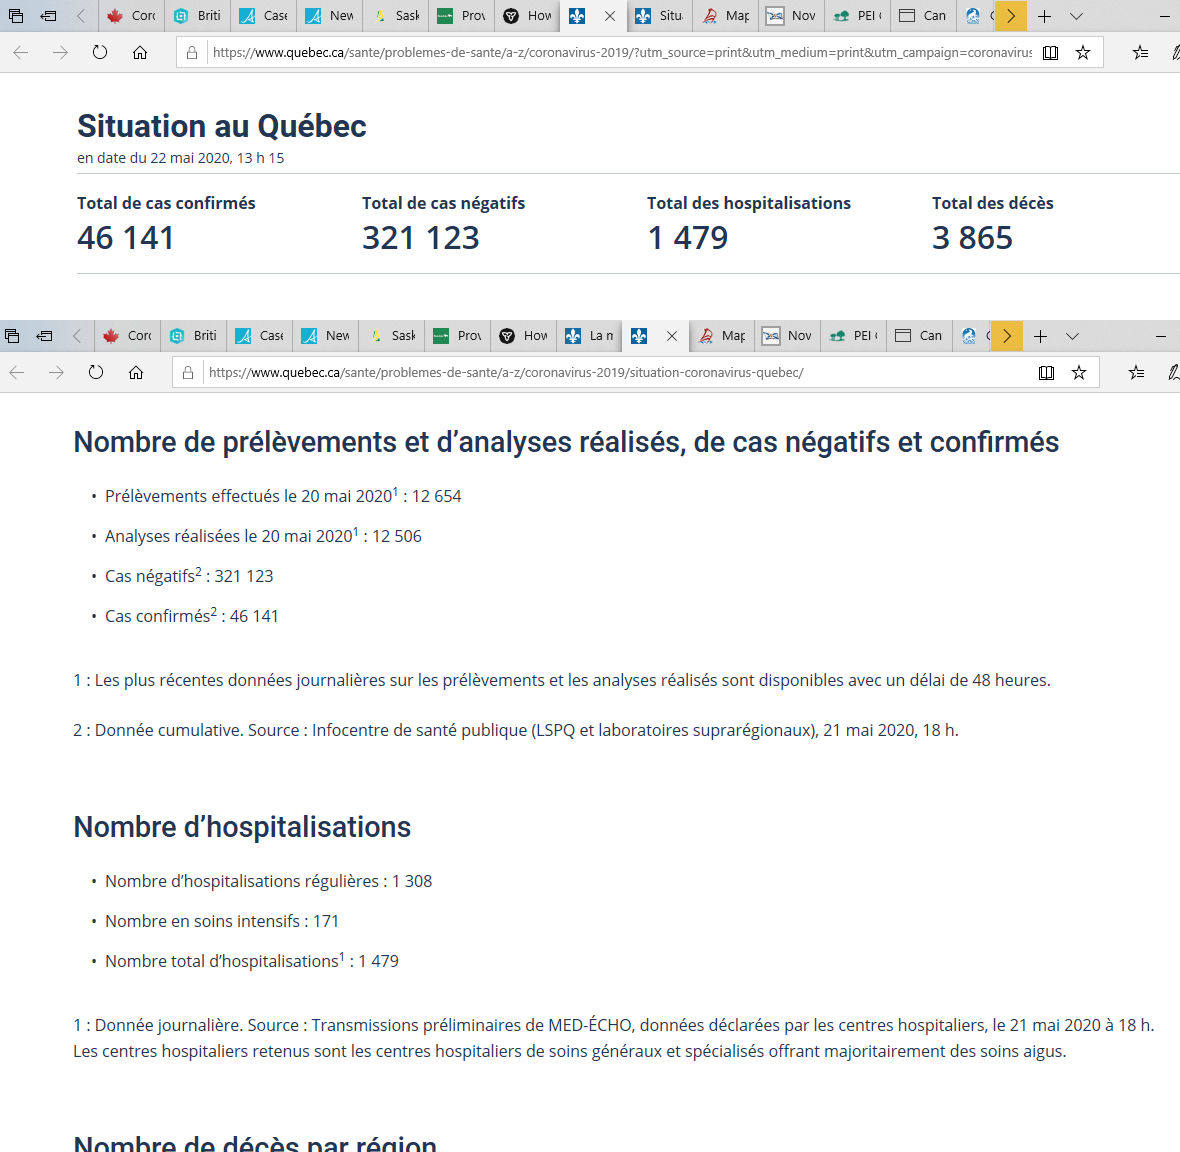 Corc Briti Case New Sask Prov How Situ Map Nov PEI Can
https://www.quebec.ca/sante/problemes-de-sante/a-z/coronavirus-2019/?utm_source=print&utm_medium=print&utm_campaign=coronavirus
Situation au Québec
en date du 22 mai 2020, 13 h 15
Total de cas confirmés Total de cas négatifs Total des hospitalisations Total des décès
46 141 321 123 1 479 3 865
Corc Briti Case New Sask Prov How La m Map Nov PEI Can
https://www.quebec.ca/sante/problemes-de-sante/a-z/coronavirus-2019/situation-coronavirus-quebec/
Nombre de prélèvements et d’analyses réalisés, de cas négatifs et confirmés
• Prélèvements effectués le 20 mai 2020¹ : 12 654
• Analyses réalisées le 20 mai 2020¹ : 12 506
• Cas négatifs² : 321 123
• Cas confirmés² : 46 141
1 : Les plus récentes données journalières sur les prélèvements et les analyses réalisés sont disponibles avec un délai de 48 heures.
2 : Donnée cumulative. Source : Infocentre de santé publique (LSPQ et laboratoires suprarégionaux), 21 mai 2020, 18 h.
Nombre d’hospitalisations
• Nombre d’hospitalisations régulières : 1 308
• Nombre en soins intensifs : 171
• Nombre total d’hospitalisations¹ : 1 479
1 : Donnée journalière. Source : Transmissions préliminaires de MED-ÉCHO, données déclarées par les centres hospitaliers, le 21 mai 2020 à 18 h.
Les centres hospitaliers retenus sont les centres hospitaliers de soins généraux et spécialisés offrant majoritairement des soins aigus.
Nombre de décès par région